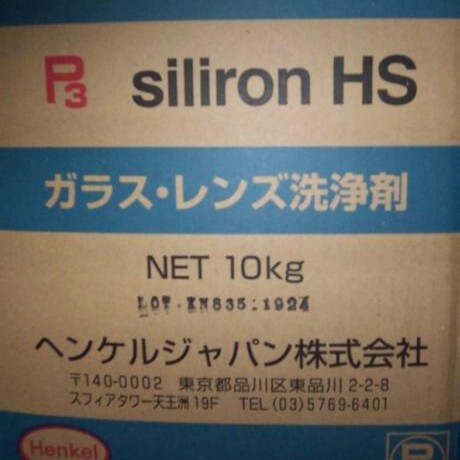 P3 siliron HS
ガラス・レンズ洗浄剤
NET 10kg
ヘンケルジャパン株式会社
〒140-0002 東京都品川区東品川2-2-8
スフィアタワー天王洲19F TEL (03)5769-6401
Henkel